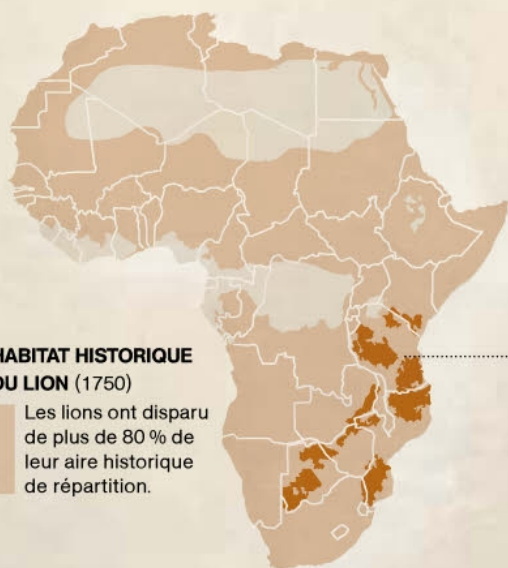 HABITAT HISTORIQUE
DU LION (1750)
Les lions ont disparu
de plus de 80 % de
leur aire historique
de répartition.